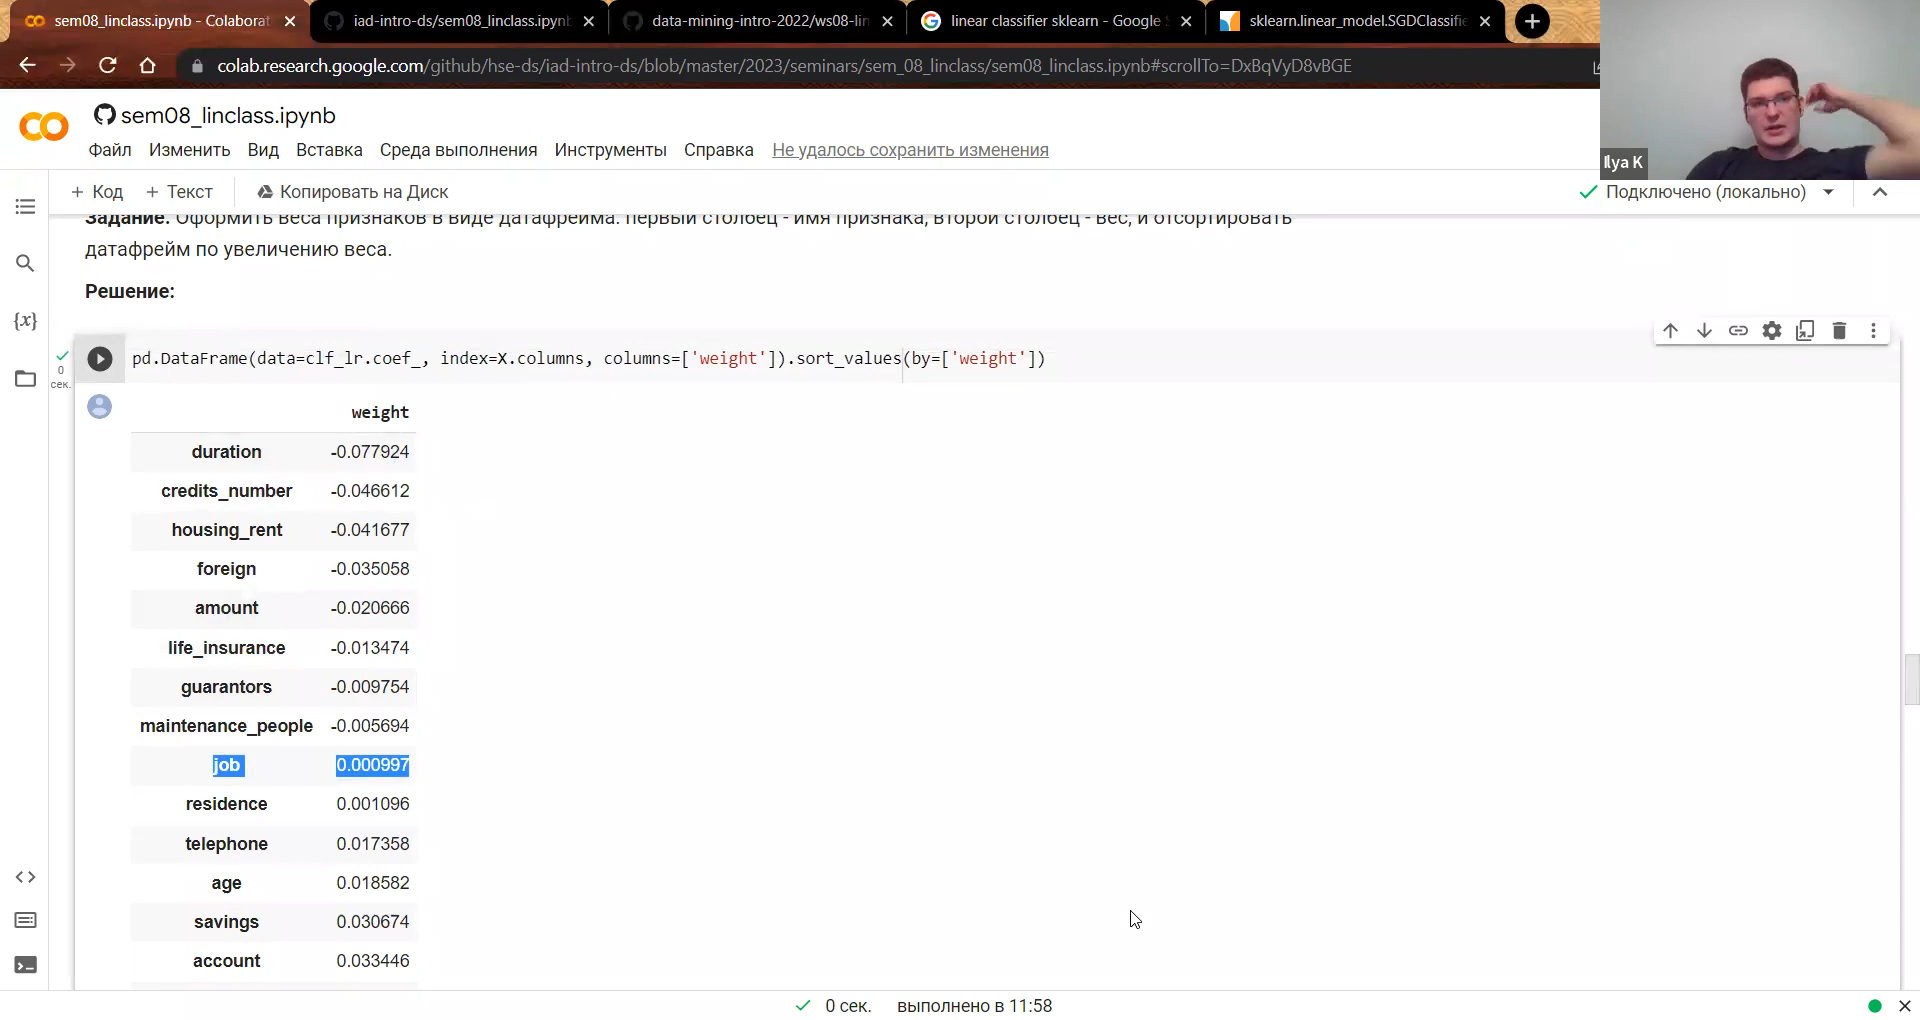 sem08_linclass.ipynb - Colaborat
iad-intro-ds/sem08_linclass.ipynb
data-mining-intro-2022/ws08-lin
linear classifier sklearn - Google S
sklearn.linear_model.SGDClassifie
colab.research.google.com/github/hse-ds/iad-intro-ds/blob/master/2023/seminars/sem_08_linclass/sem08_linclass.ipynb#scrollTo=DxBqVyD8vBGE
sem08_linclass.ipynb
Файл Изменить Вид Вставка Среда выполнения Инструменты Справка Не удалось сохранить изменения
Ilya K
+ Код + Текст Копировать на Диск
Подключено (локально)
Задание: Оформить веса признаков в виде датафрейма: первый столбец - имя признака, второй столбец - вес, и отсортировать
датафрейм по увеличению веса.
Решение:
{x}
0
сек.
pd.DataFrame(data=clf_lr.coef_, index=X.columns, columns=['weight']).sort_values(by=['weight'])
weight
duration -0.077924
credits_number -0.046612
housing_rent -0.041677
foreign -0.035058
amount -0.020666
life_insurance -0.013474
guarantors -0.009754
maintenance_people -0.005694
job 0.000997
residence 0.001096
telephone 0.017358
age 0.018582
savings 0.030674
account 0.033446
0 сек. выполнено в 11:58